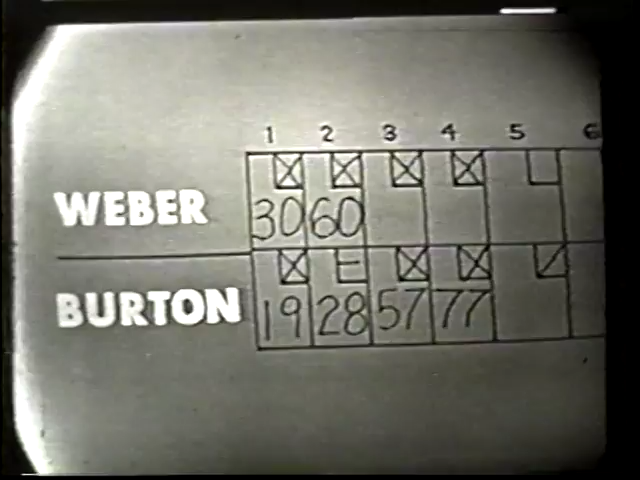 1 2 3 4 5 6
WEBER
X X X X
30 60
BURTON
X – X X /
19 28 57 77